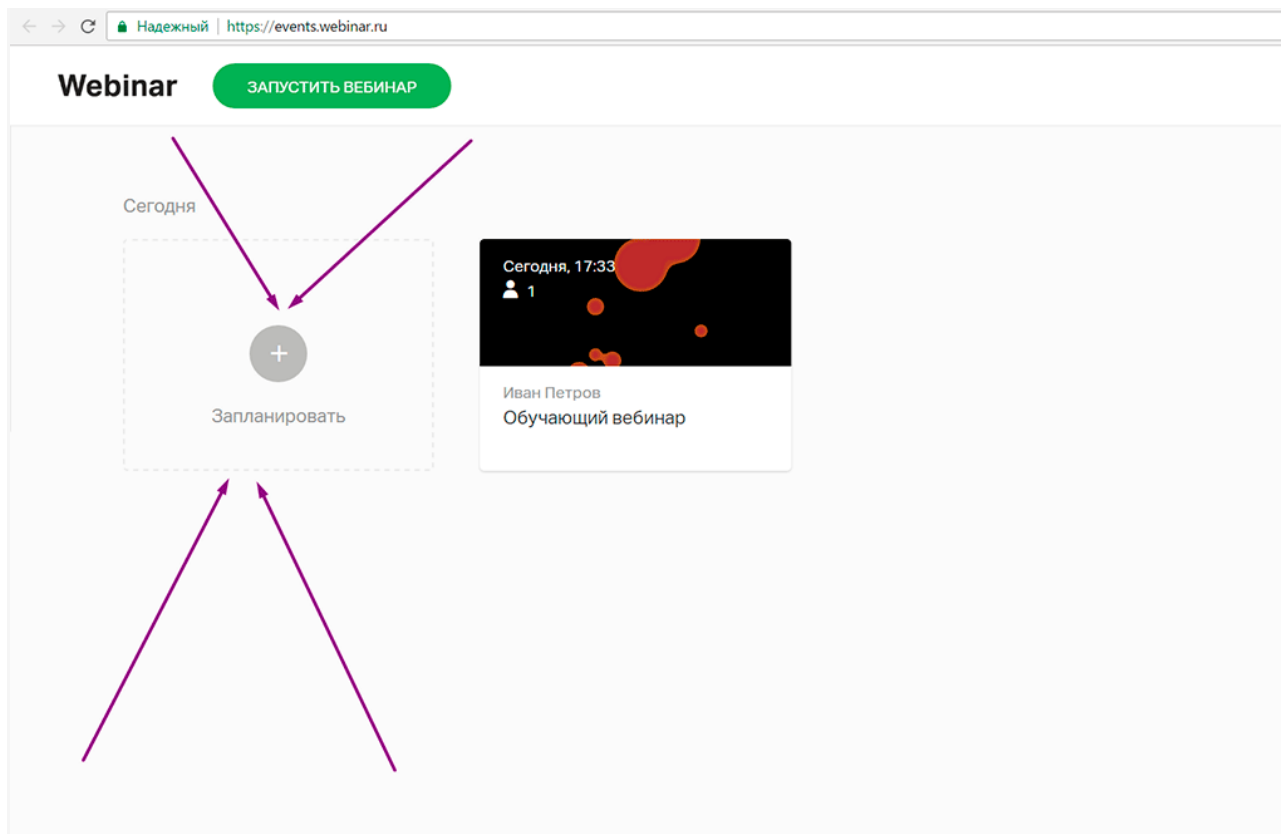 Надежный | https://events.webinar.ru
Webinar
ЗАПУСТИТЬ ВЕБИНАР
Сегодня
Запланировать
Сегодня, 17:33
1
Иван Петров
Обучающий вебинар